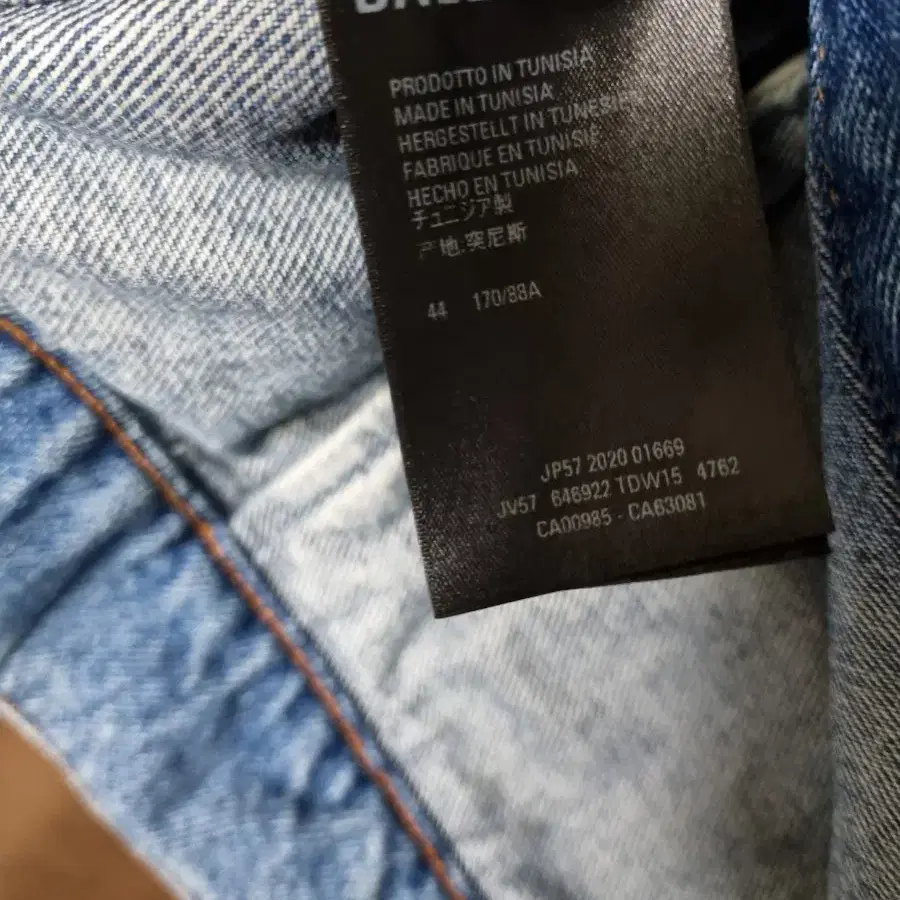 PRODOTTO IN TUNISIA
MADE IN TUNISIA
HERGESTELLT IN TUNESIEN
FABRIQUE EN TUNISIE
HECHO EN TUNISIA
チュニジア製
产地:突尼斯
44 170/88A
JP57 2020 01669
JV57 646922 TDW15 4762
CA00985 - CA63081